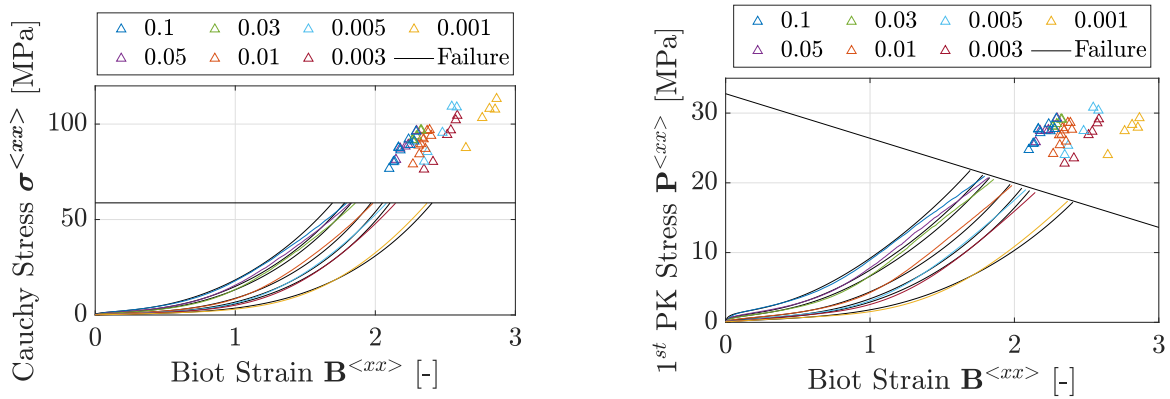 0.1 0.03 0.005 0.001
0.05 0.01 0.003 Failure
Cauchy Stress σ<xx> [MPa]
100
50
0
0 1 2 3
Biot Strain B<xx> [-]
0.1 0.03 0.005 0.001
0.05 0.01 0.003 Failure
1st PK Stress P<xx> [MPa]
30
20
10
0
0 1 2 3
Biot Strain B<xx> [-]